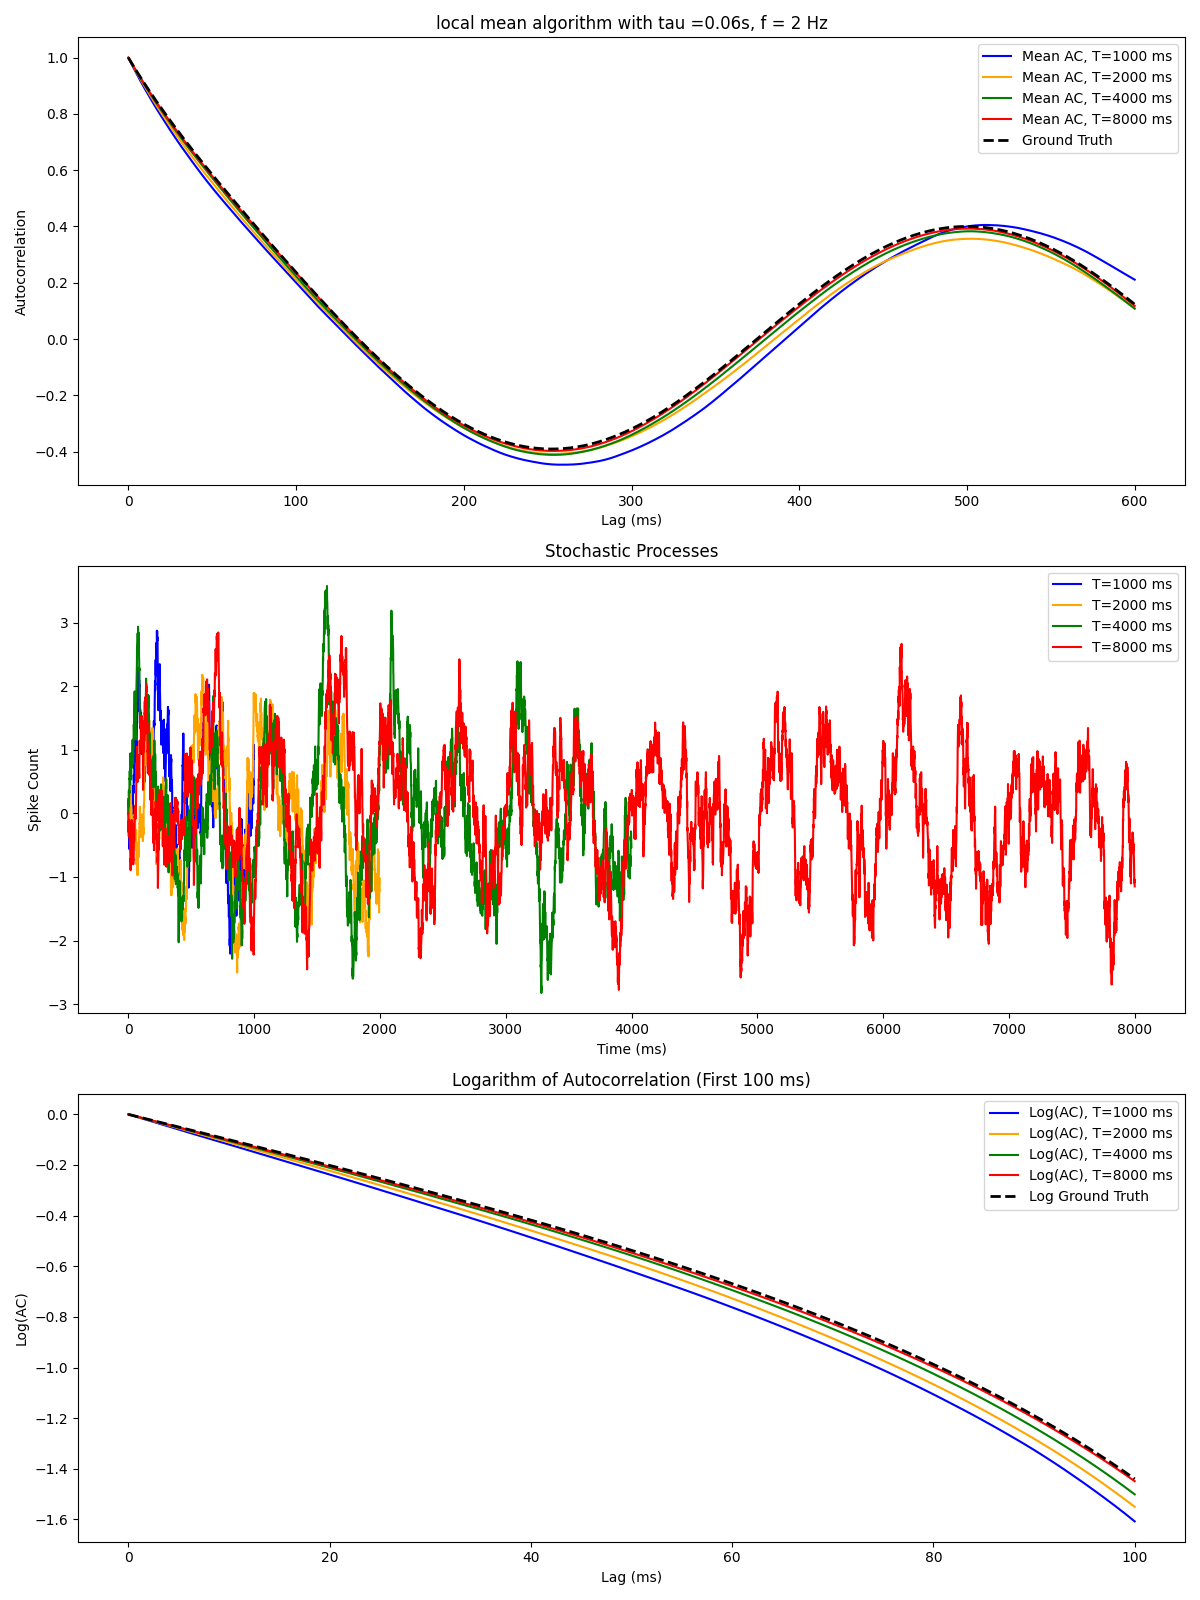 local mean algorithm with tau =0.06s, f = 2 Hz
1.0
0.8
0.6
0.4
0.2
0.0
−0.2
−0.4
Autocorrelation
Mean AC, T=1000 ms
Mean AC, T=2000 ms
Mean AC, T=4000 ms
Mean AC, T=8000 ms
Ground Truth
0 100 200 300 400 500 600
Lag (ms)
Stochastic Processes
3
2
1
0
−1
−2
−3
Spike Count
T=1000 ms
T=2000 ms
T=4000 ms
T=8000 ms
0 1000 2000 3000 4000 5000 6000 7000 8000
Time (ms)
Logarithm of Autocorrelation (First 100 ms)
0.0
−0.2
−0.4
−0.6
−0.8
−1.0
−1.2
−1.4
−1.6
Log(AC)
Log(AC), T=1000 ms
Log(AC), T=2000 ms
Log(AC), T=4000 ms
Log(AC), T=8000 ms
Log Ground Truth
0 20 40 60 80 100
Lag (ms)